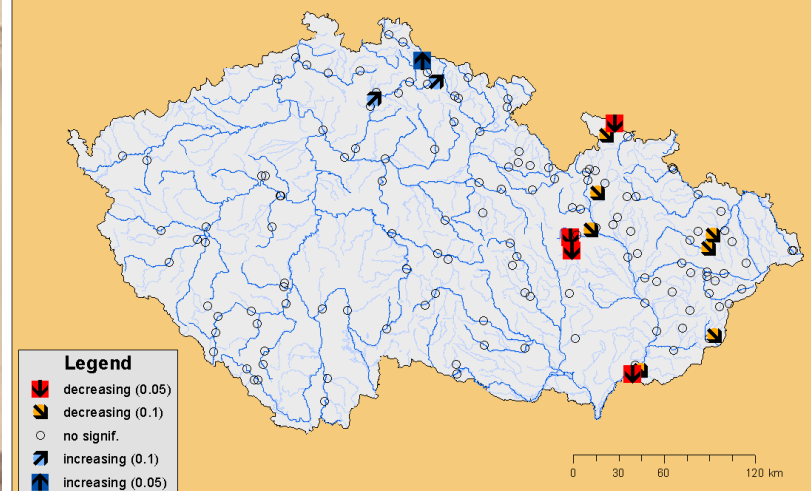 Legend
decreasing (0.05)
decreasing (0.1)
no signif.
increasing (0.1)
increasing (0.05)
0 30 60 120 km